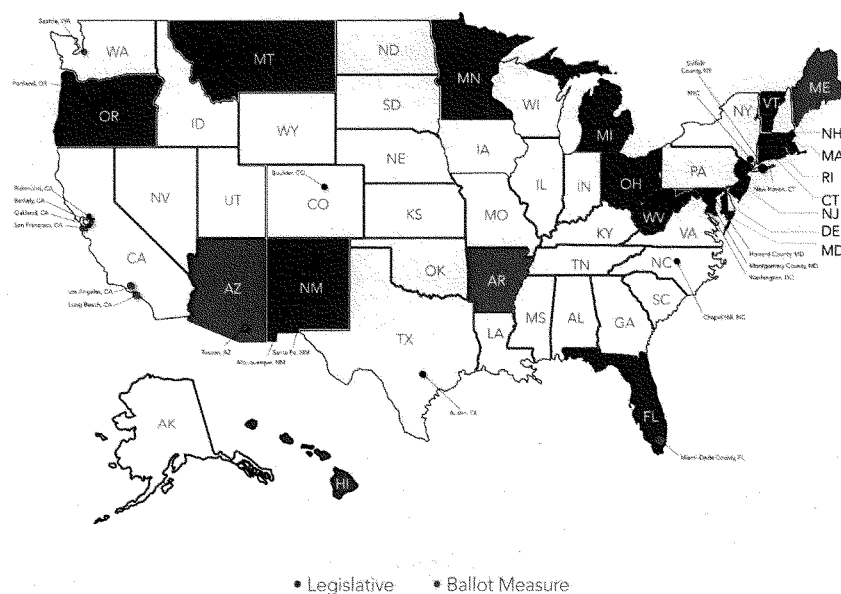 Seattle, WA
WA
MT
ND
MN
Portland, OR
OR
ID
WY
SD
WI
MI
Suffolk County, NY
NYC
NY
VT
ME
NH
MA
RI
CT
NJ
DE
MD
New Haven, CT
NV
UT
Boulder, CO
CO
NE
KS
IA
MO
IL
IN
OH
PA
WV
VA
KY
Richmond, CA
Berkeley, CA
Oakland, CA
San Francisco, CA
CA
Los Angeles, CA
Long Beach, CA
AZ
NM
OK
AR
TN
NC
SC
Howard County, MD
Montgomery County, MD
Washington, DC
Chapel Hill, NC
Tucson, AZ
Santa Fe, NM
Albuquerque, NM
TX
LA
MS
AL
GA
Austin, TX
FL
Miami-Dade County, FL
AK
HI
• Legislative • Ballot Measure